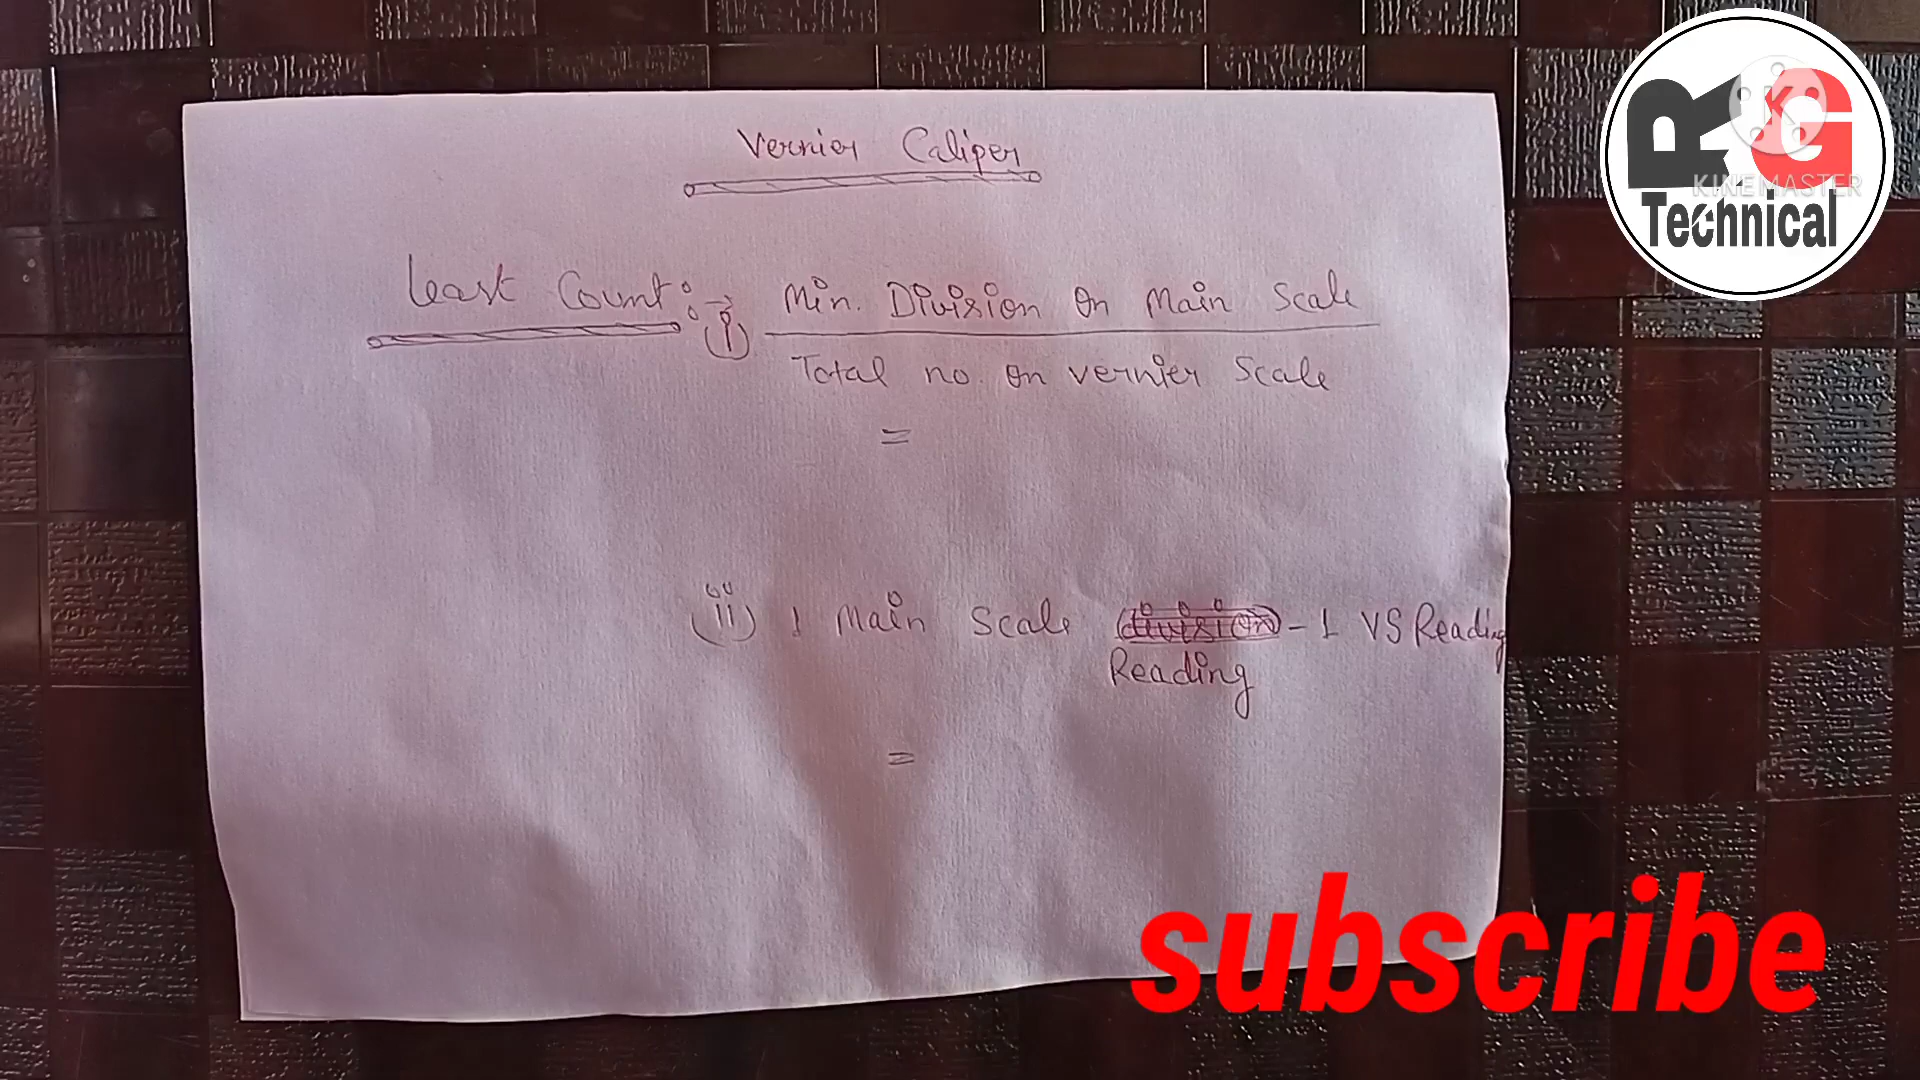 Vernier Caliper
Least Count :→ (i) Min. Division on Main Scale
Total no. on Vernier Scale
=
(ii) 1 Main Scale division - 1 VS Reading
Reading
=
RG
Technical
KINEMASTER
subscribe